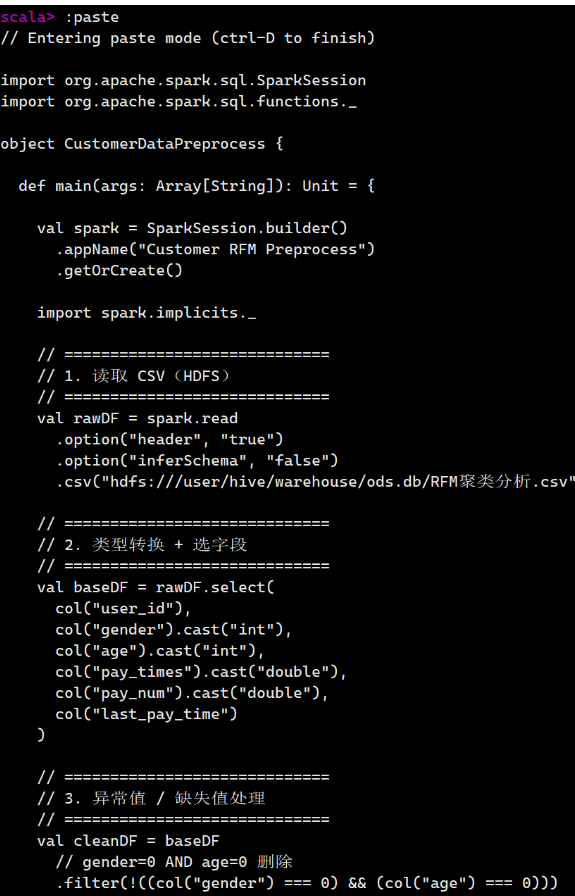 scala> :paste
// Entering paste mode (ctrl-D to finish)
import org.apache.spark.sql.SparkSession
import org.apache.spark.sql.functions._
object CustomerDataPreprocess {
def main(args: Array[String]): Unit = {
val spark = SparkSession.builder()
.appName("Customer RFM Preprocess")
.getOrCreate()
import spark.implicits._
// =============================
// 1. 读取 CSV（HDFS）
// =============================
val rawDF = spark.read
.option("header", "true")
.option("inferSchema", "false")
.csv("hdfs:///user/hive/warehouse/ods.db/RFM聚类分析.csv"
// =============================
// 2. 类型转换 + 选字段
// =============================
val baseDF = rawDF.select(
col("user_id"),
col("gender").cast("int"),
col("age").cast("int"),
col("pay_times").cast("double"),
col("pay_num").cast("double"),
col("last_pay_time")
)
// =============================
// 3. 异常值 / 缺失值处理
// =============================
val cleanDF = baseDF
// gender=0 AND age=0 删除
.filter(!((col("gender") === 0) && (col("age") === 0)))